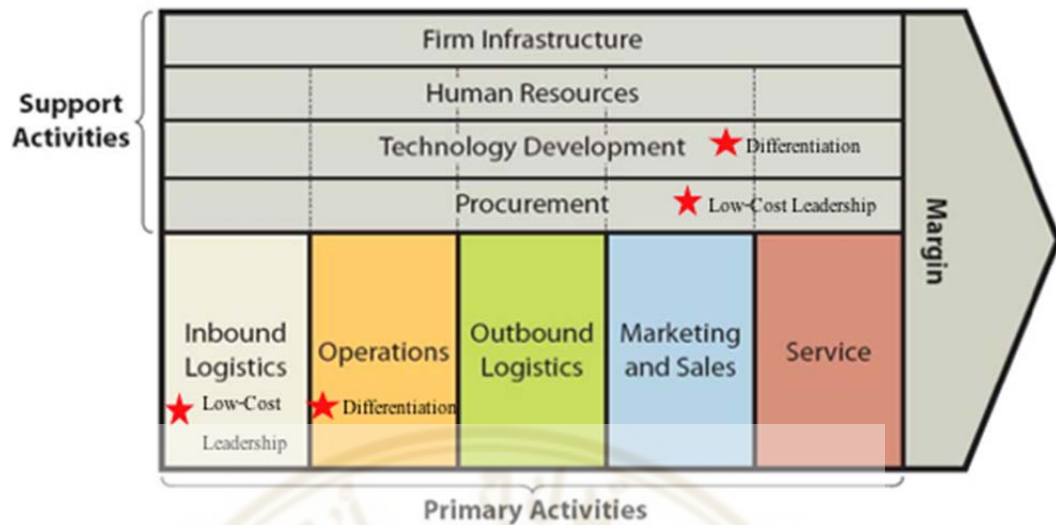 Firm Infrastructure
Human Resources
Support
Activities
Technology Development ★ Differentiation
Procurement ★ Low-Cost Leadership
Margin
Inbound
Logistics
★ Low-Cost
Leadership
Operations
★ Differentiation
Outbound
Logistics
Marketing
and Sales
Service
Primary Activities